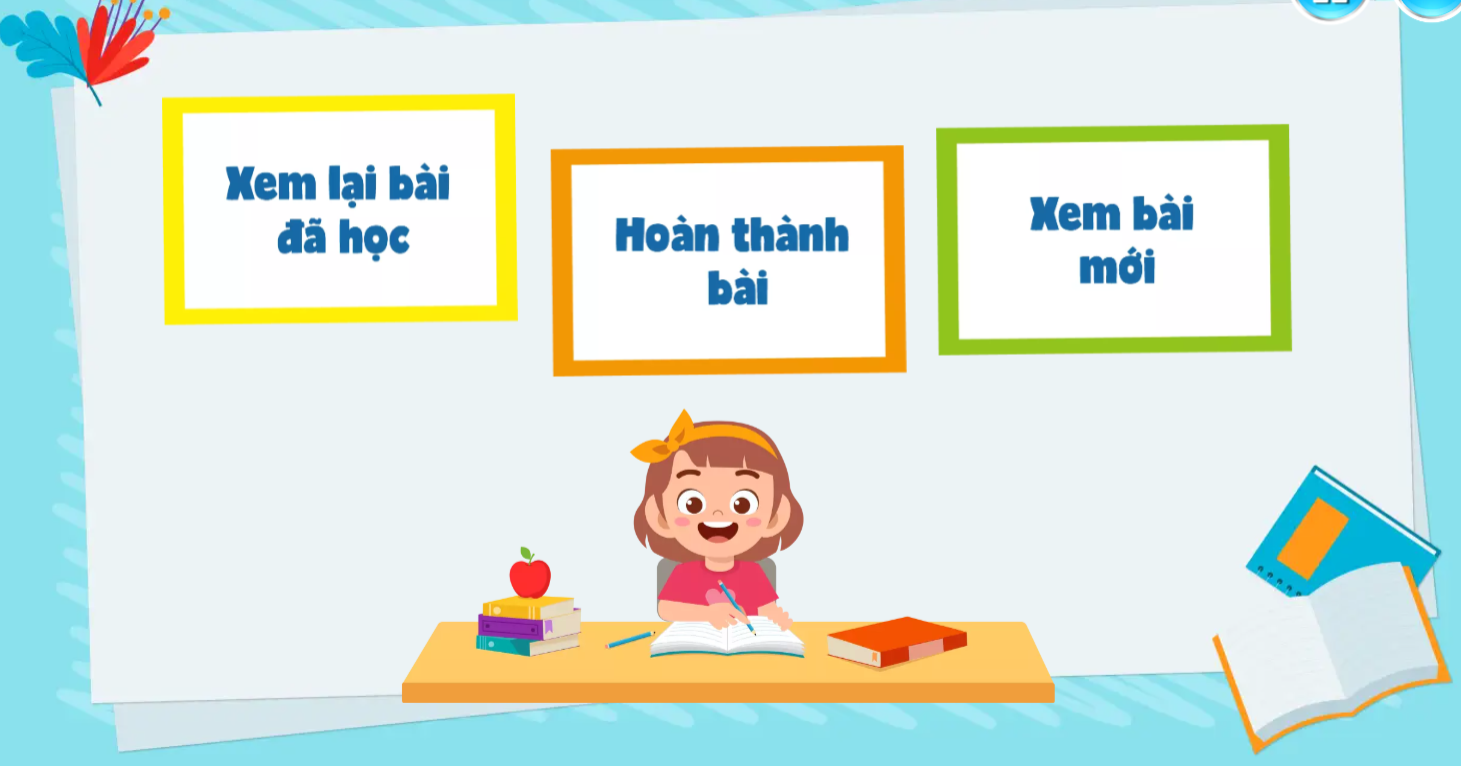 Xem lại bài
đã học
Hoàn thành
bài
Xem bài
mới